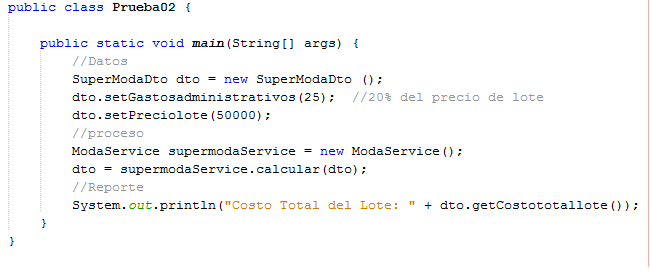 public class Prueba02 {
public static void main(String[] args) {
//Datos
SuperModaDto dto = new SuperModaDto ();
dto.setGastosadministrativos(25);  //20% del precio de lote
dto.setPreciolote(50000);
//proceso
ModaService supermodaService = new ModaService();
dto = supermodaService.calcular(dto);
//Reporte
System.out.println("Costo Total del Lote: " + dto.getCostototallote());
}
}